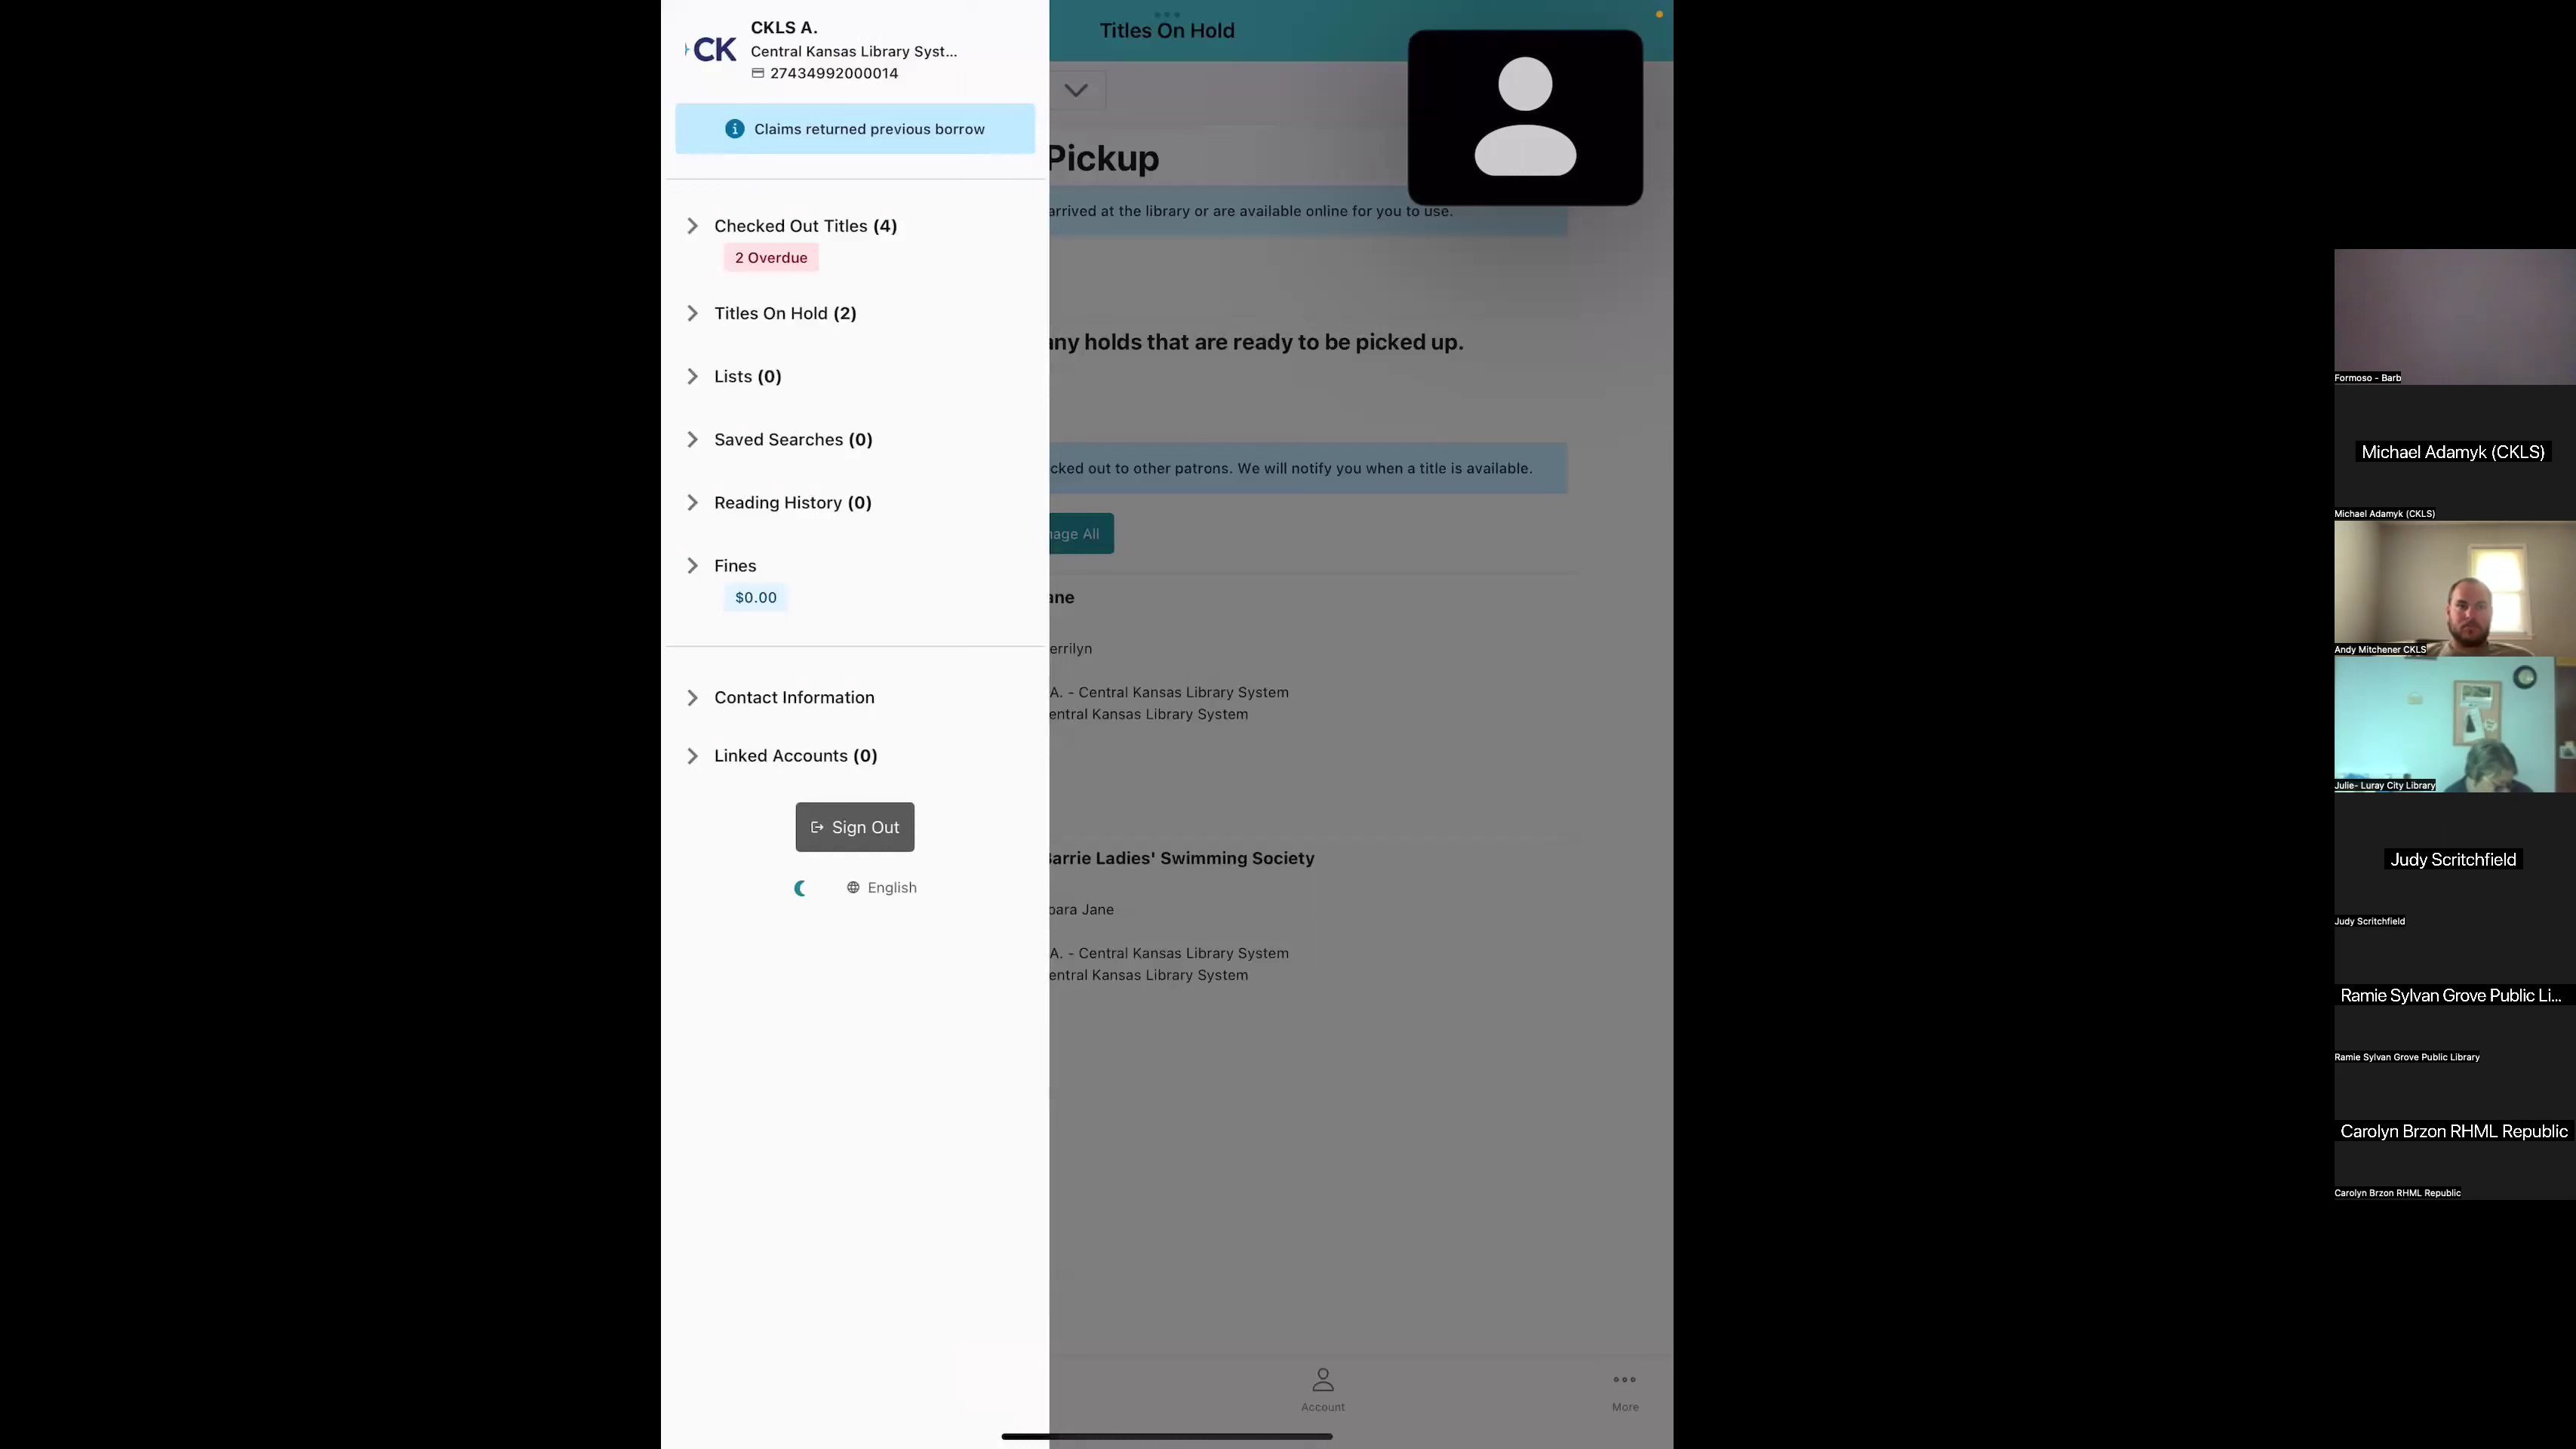 CK
CKLS A.
Central Kansas Library Syst...
27434992000014
Claims returned previous borrow
Checked Out Titles (4)
2 Overdue
Titles On Hold (2)
Lists (0)
Saved Searches (0)
Reading History (0)
Fines
$0.00
Contact Information
Linked Accounts (0)
Sign Out
English
Titles On Hold
Pickup
arrived at the library or are available online for you to use.
any holds that are ready to be picked up.
cked out to other patrons. We will notify you when a title is available.
nage All
ane
errilyn
A. - Central Kansas Library System
entral Kansas Library System
Barrie Ladies' Swimming Society
bara Jane
A. - Central Kansas Library System
entral Kansas Library System
Account
More
Formoso - Barb
Michael Adamyk (CKLS)
Michael Adamyk (CKLS)
Andy Mitchener CKLS
Julie- Luray City Library
Judy Scritchfield
Judy Scritchfield
Ramie Sylvan Grove Public Li...
Ramie Sylvan Grove Public Library
Carolyn Brzon RHML Republic
Carolyn Brzon RHML Republic